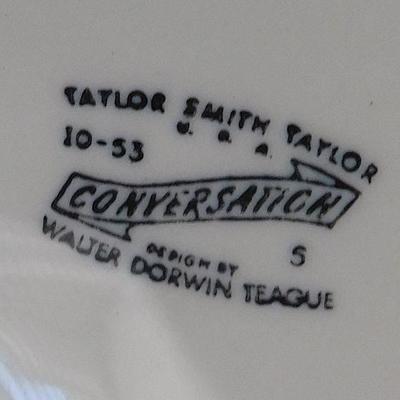 TAYLOR SMITH TAYLOR
U. S. A.
10-53
CONVERSATION
S
DESIGN BY
WALTER DORWIN TEAGUE